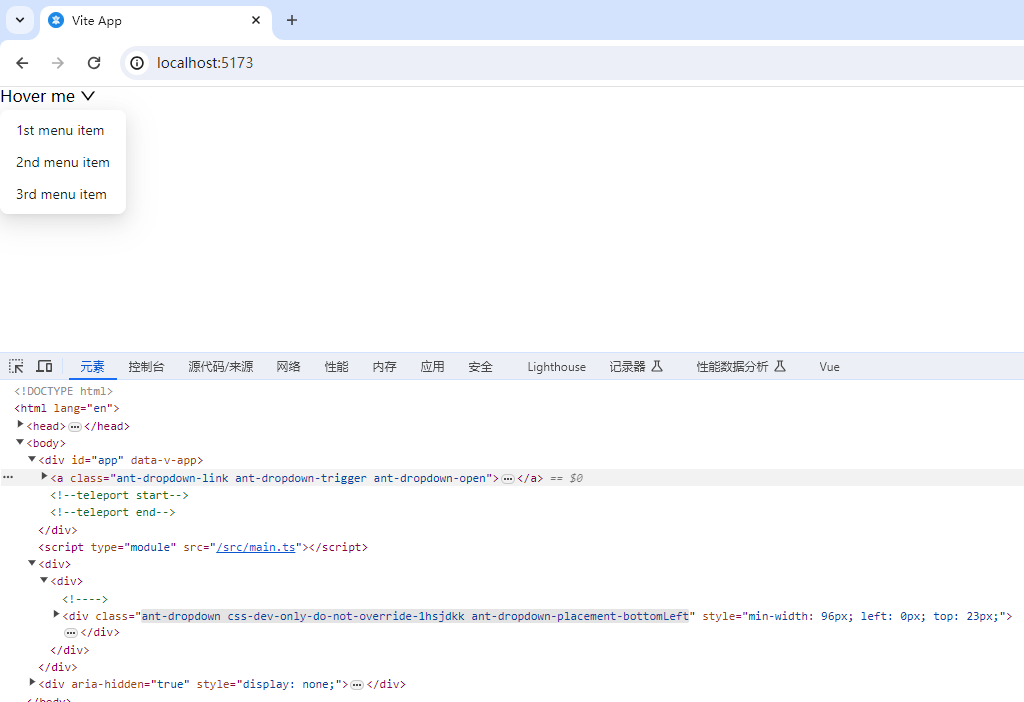 Vite App
localhost:5173
Hover me
1st menu item
2nd menu item
3rd menu item
元素 控制台 源代码/来源 网络 性能 内存 应用 安全 Lighthouse 记录器 性能数据分析 Vue
<!DOCTYPE html>
<html lang="en">
<head> ⋯ </head>
<body>
<div id="app" data-v-app>
⋯ <a class="ant-dropdown-link ant-dropdown-trigger ant-dropdown-open"> ⋯ </a> == $0
<!--teleport start-->
<!--teleport end-->
</div>
<script type="module" src="/src/main.ts"></script>
<div>
<div>
<!---->
<div class="ant-dropdown css-dev-only-do-not-override-1hsjdkk ant-dropdown-placement-bottomLeft" style="min-width: 96px; left: 0px; top: 23px;">
⋯ </div>
</div>
</div>
<div aria-hidden="true" style="display: none;"> ⋯ </div>
</body>